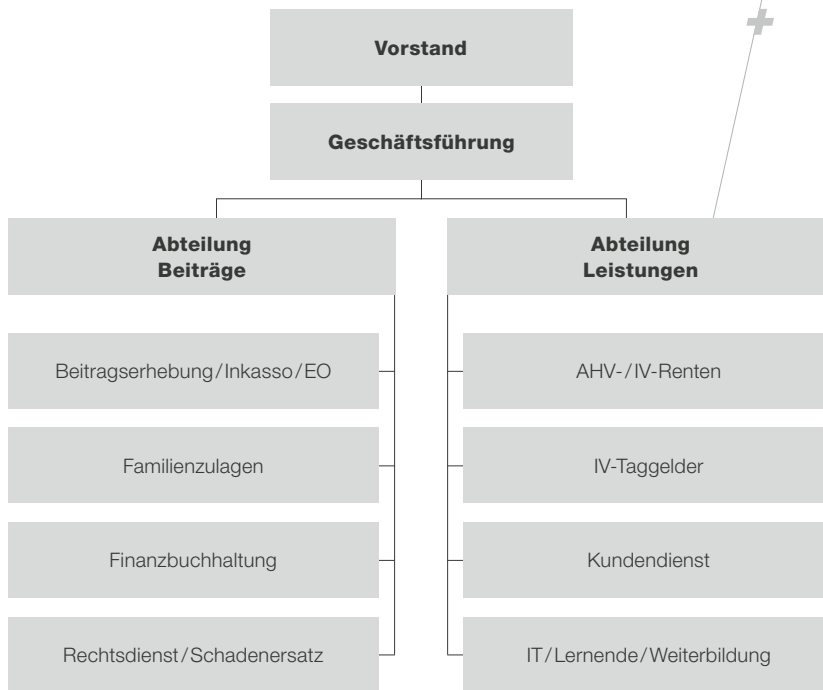 Vorstand
Geschäftsführung
Abteilung
Beiträge
Beitragserhebung/Inkasso/EO
Familienzulagen
Finanzbuchhaltung
Rechtsdienst/Schadenersatz
Abteilung
Leistungen
AHV-/IV-Renten
IV-Taggelder
Kundendienst
IT/Lernende/Weiterbildung